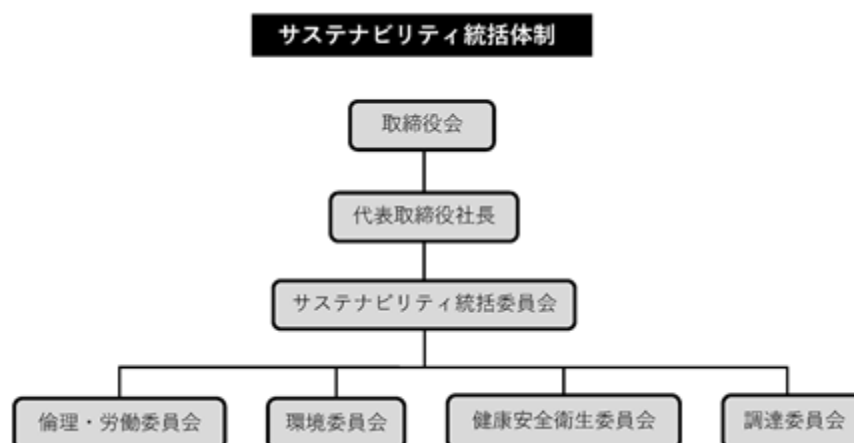 サステナビリティ統括体制
取締役会
代表取締役社長
サステナビリティ統括委員会
倫理・労働委員会
環境委員会
健康安全衛生委員会
調達委員会